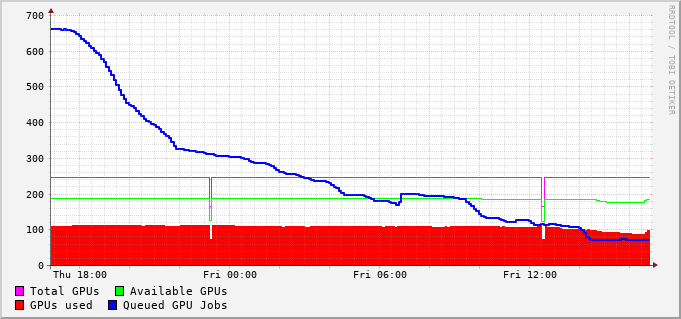 700
600
500
400
300
200
100
0
Thu 18:00 Fri 00:00 Fri 06:00 Fri 12:00
Total GPUs Available GPUs
GPUs used Queued GPU Jobs
RRDTOOL / TOBI OETIKER